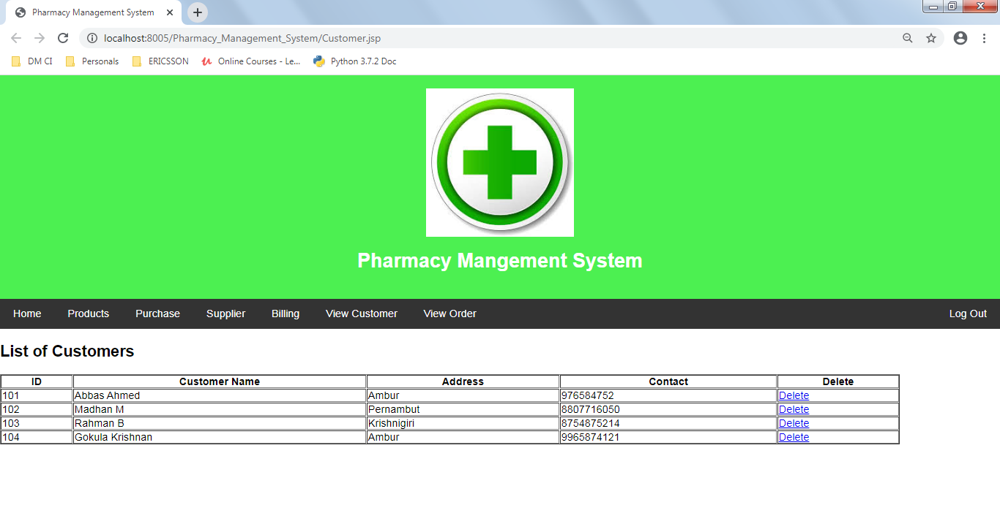 Pharmacy Management System
localhost:8005/Pharmacy_Management_System/Customer.jsp
DM CI Personals ERICSSON Online Courses - Le... Python 3.7.2 Doc
Pharmacy Mangement System
Home Products Purchase Supplier Billing View Customer View Order Log Out
List of Customers
ID Customer Name Address Contact Delete
101 Abbas Ahmed Ambur 976584752 Delete
102 Madhan M Pernambut 8807716050 Delete
103 Rahman B Krishnigiri 8754875214 Delete
104 Gokula Krishnan Ambur 9965874121 Delete